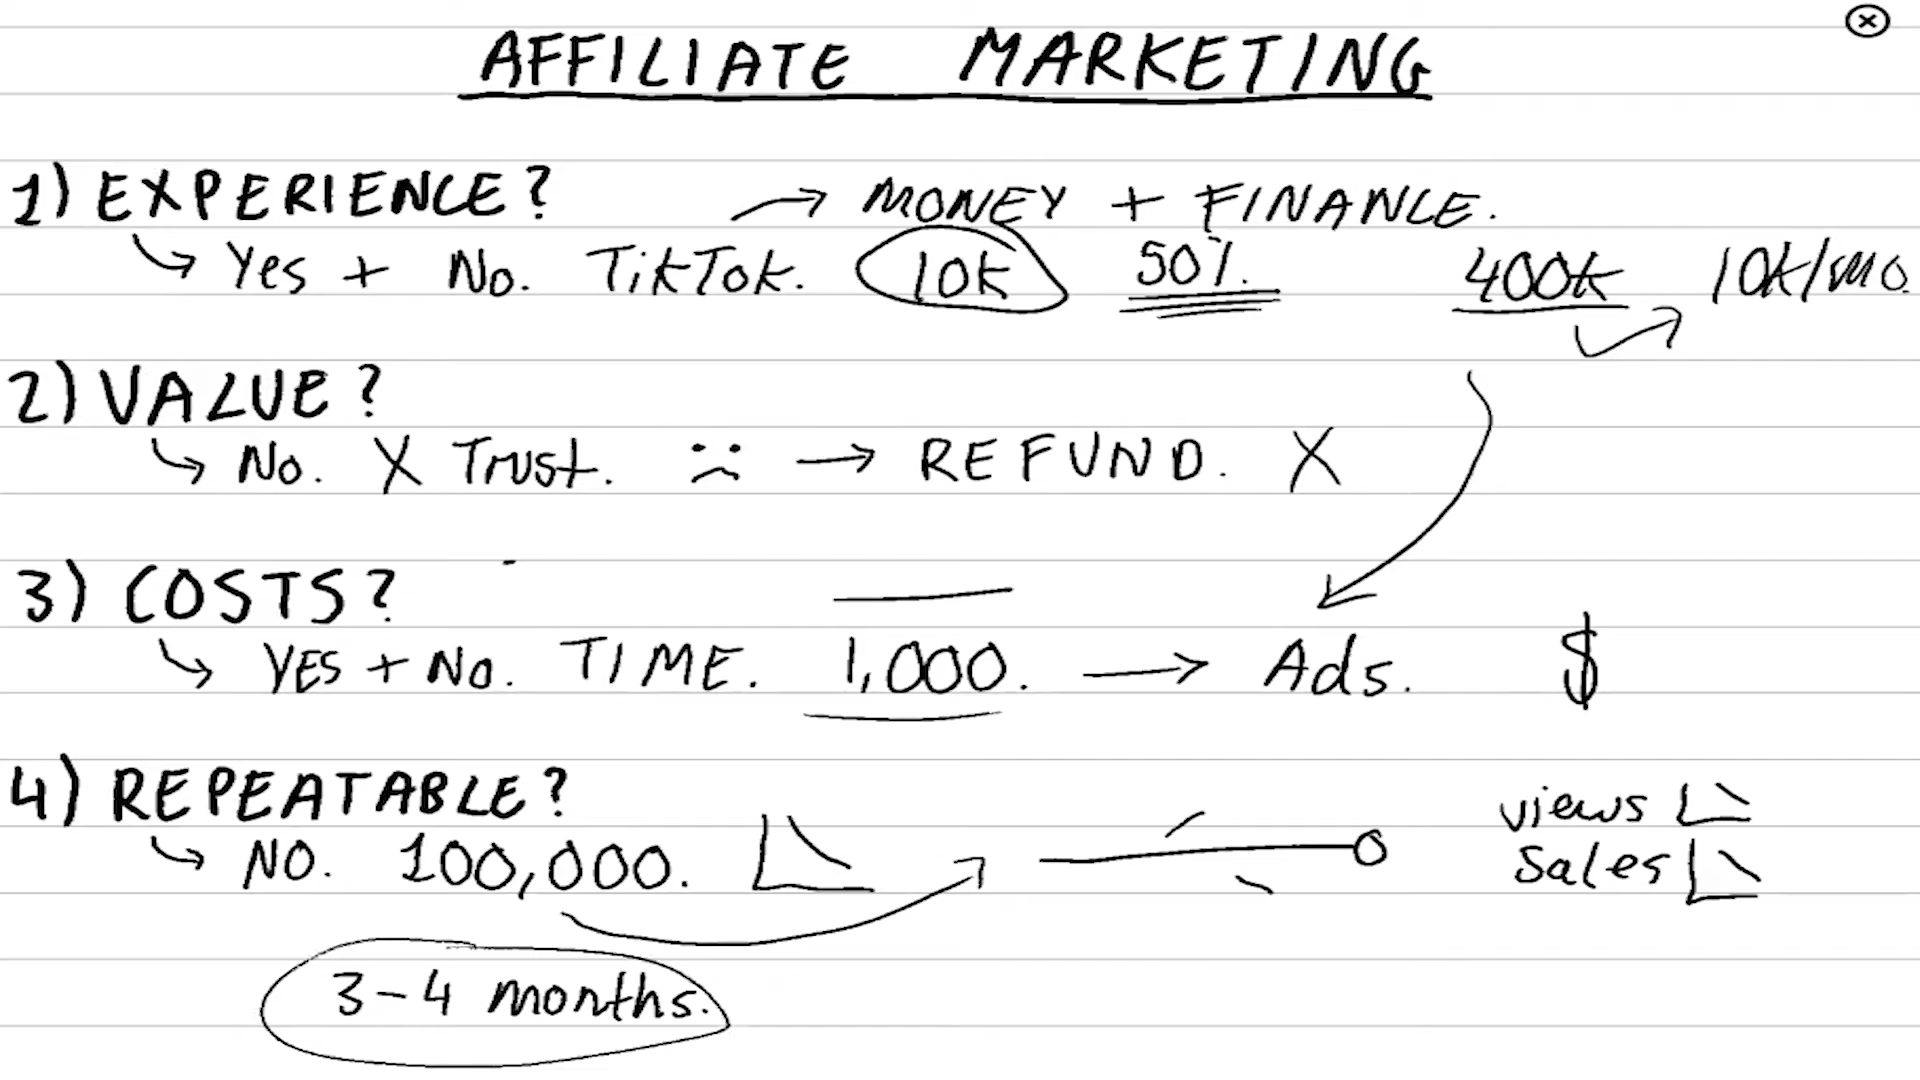 AFFILIATE MARKETING
1) EXPERIENCE? → MONEY + FINANCE.
↳ Yes + No. TikTok. 10k 50%. 400k 10k/mo.
2) VALUE?
↳ No. X Trust. → REFUND. X
3) COSTS?
↳ YES + No. TIME. 1,000. → Ads. $
4) REPEATABLE?
views
↳ NO. 100,000.
Sales
3-4 months.